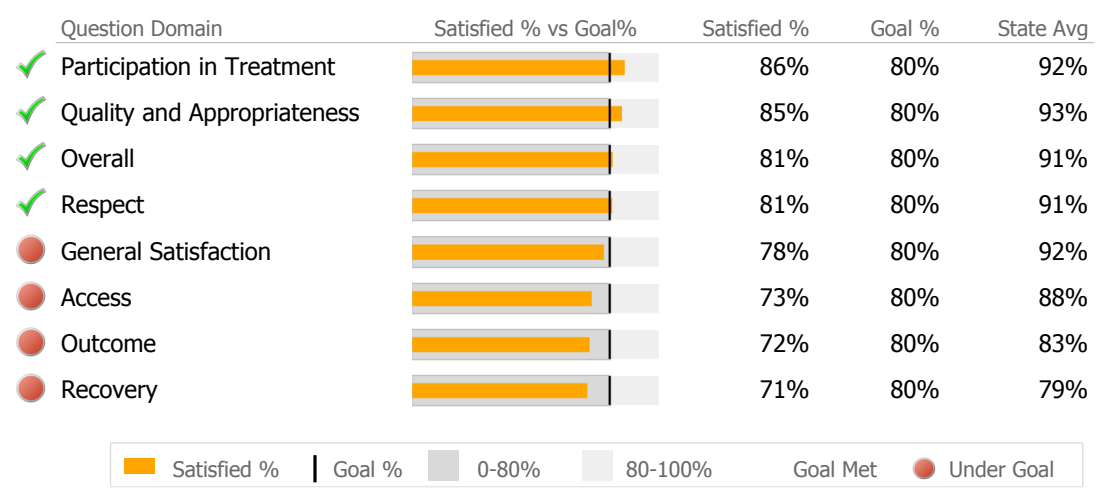 Question Domain Satisfied % vs Goal% Satisfied % Goal % State Avg
Participation in Treatment 86% 80% 92%
Quality and Appropriateness 85% 80% 93%
Overall 81% 80% 91%
Respect 81% 80% 91%
General Satisfaction 78% 80% 92%
Access 73% 80% 88%
Outcome 72% 80% 83%
Recovery 71% 80% 79%
Satisfied % Goal % 0-80% 80-100% Goal Met Under Goal